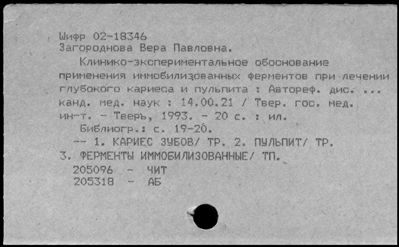 Шифр 02-18346
Загороднова Вера Павловна.
Клинико-экспериментальное обоснование
применения иммобилизованных ферментов при лечении
глубокого кариеса и пульпита : Автореф. дис. ...
канд. мед. наук : 14.00.21 / Твер. гос. мед.
ин-т. - Тверь, 1993. - 20 с. : ил.
Библиогр.: с. 19-20.
-- 1. КАРИЕС ЗУБОВ/ ТР. 2. ПУЛЬПИТ/ ТР.
3. ФЕРМЕНТЫ ИММОБИЛИЗОВАННЫЕ/ ТП.
205096 - ЧИТ
205318 - АБ